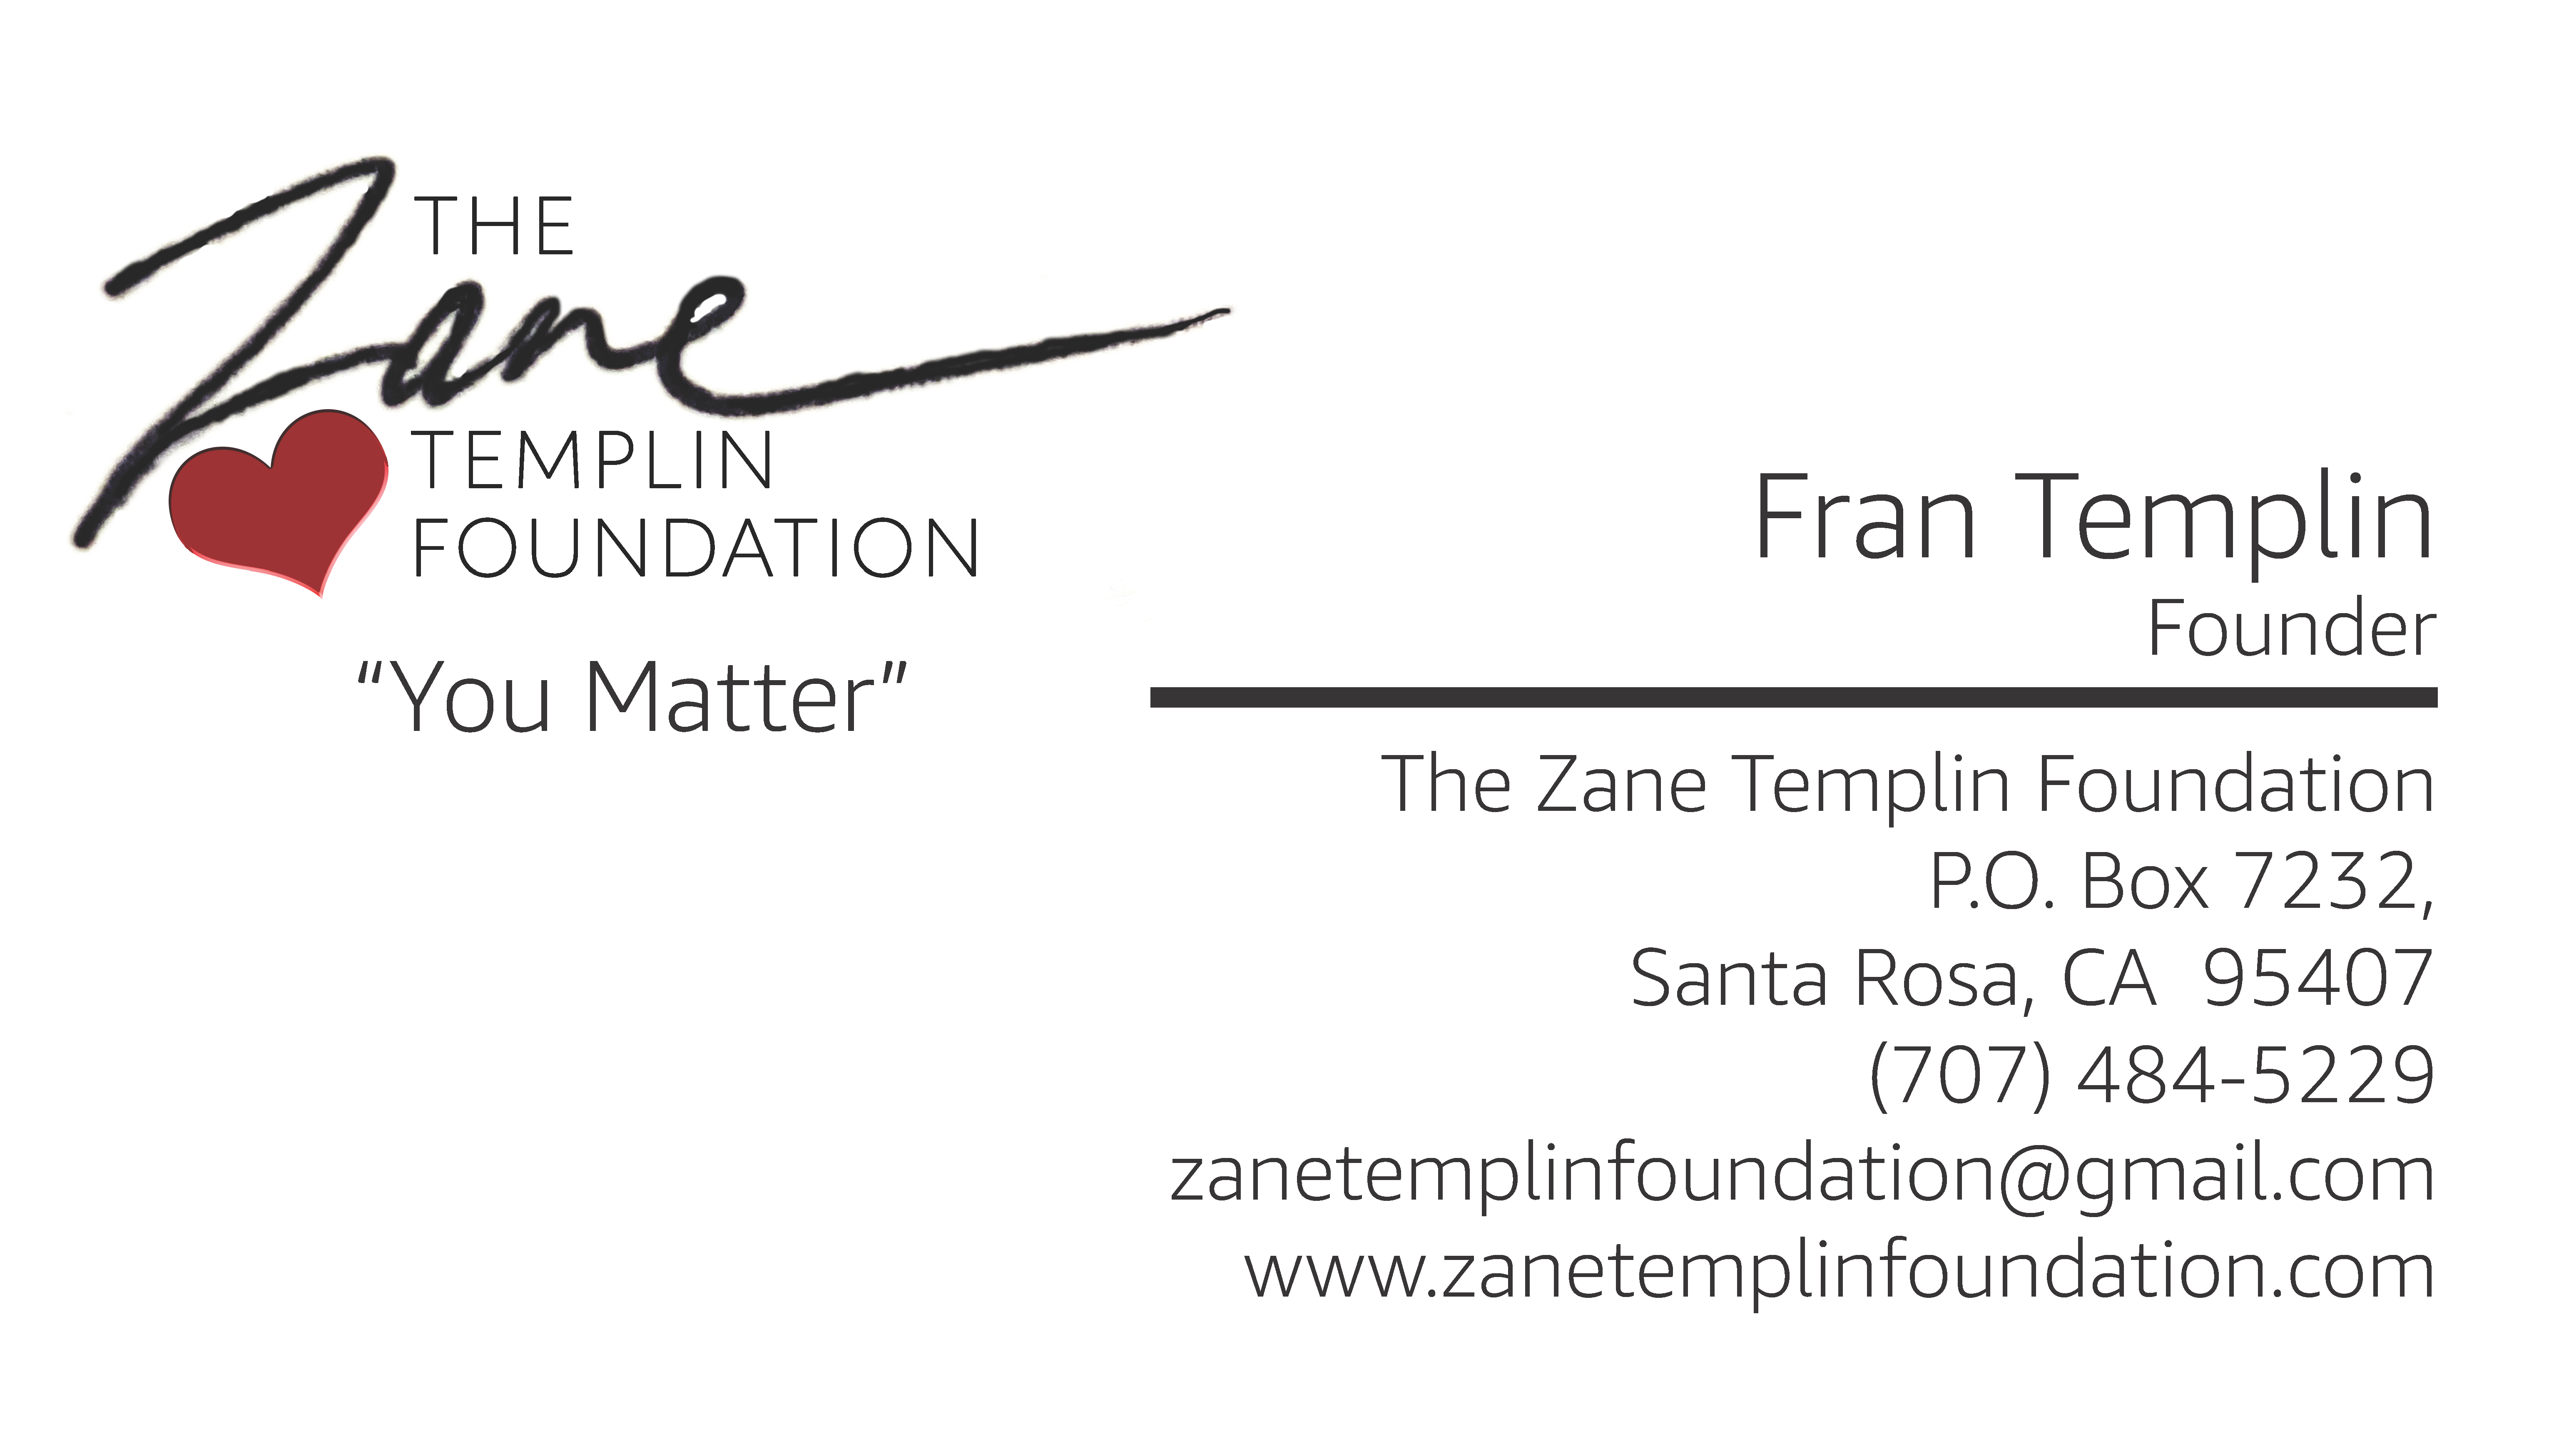 THE
Zane
TEMPLIN
FOUNDATION
“You Matter”
Fran Templin
Founder
The Zane Templin Foundation
P.O. Box 7232,
Santa Rosa, CA  95407
(707) 484-5229
zanetemplinfoundation@gmail.com
www.zanetemplinfoundation.com